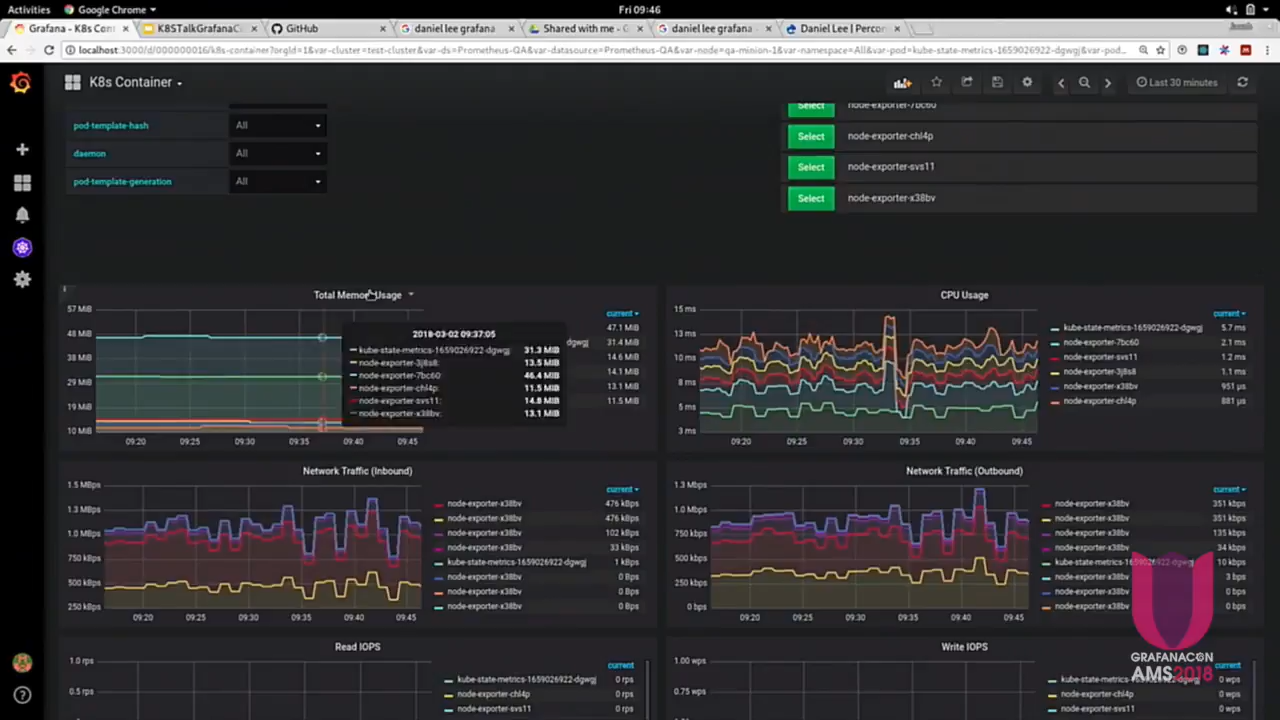 Activities Google Chrome Fri 09:46
Grafana - K8s Con K8STalkGrafanaC GitHub daniel lee grafana Shared with me - G daniel lee grafana Daniel Lee | Percon
localhost:3000/d/000000016/k8s-container?orgId=1&var-cluster=test-cluster&var-ds=Prometheus-QA&var-datasource=Prometheus-QA&var-node=qa-minion-1&var-namespace=All&var-pod=kube-state-metrics-1659026922-dgwgj&var-pod...
K8s Container Last 30 minutes
Select node-exporter-7bc60
pod-template-hash All
Select node-exporter-chl4p
daemon All
Select node-exporter-svs11
pod-template-generation All
Select node-exporter-x38bv
Total Memory Usage
57 MiB
48 MiB
38 MiB
29 MiB
19 MiB
10 MiB
09:20 09:25 09:30 09:35 09:40 09:45
2018-03-02 09:37:05
kube-state-metrics-1659026922-dgwgj 31.3 MiB
node-exporter-3j8s8: 13.5 MiB
node-exporter-7bc60: 46.4 MiB
node-exporter-chl4p: 11.5 MiB
node-exporter-svs11: 14.8 MiB
node-exporter-x38bv: 13.1 MiB
current
47.1 MiB
dgwgj 31.4 MiB
14.6 MiB
14.1 MiB
13.1 MiB
11.5 MiB
CPU Usage
15 ms
13 ms
10 ms
8 ms
5 ms
3 ms
09:20 09:25 09:30 09:35 09:40 09:45
current
kube-state-metrics-1659026922-dgwgj 5.7 ms
node-exporter-7bc60 2.1 ms
node-exporter-svs11 1.2 ms
node-exporter-3j8s8 1.1 ms
node-exporter-x38bv 951 µs
node-exporter-chl4p 881 µs
Network Traffic (Inbound)
1.5 MBps
1.3 MBps
1.0 MBps
750 kBps
500 kBps
250 kBps
09:20 09:25 09:30 09:35 09:40 09:45
current
node-exporter-x38bv 476 kBps
node-exporter-x38bv 476 kBps
node-exporter-x38bv 102 kBps
node-exporter-x38bv 33 kBps
kube-state-metrics-1659026922-dgwgj 1 kBps
node-exporter-x38bv 0 Bps
node-exporter-x38bv 0 Bps
node-exporter-x38bv 0 Bps
Network Traffic (Outbound)
1.3 Mbps
1.0 Mbps
750 kbps
500 kbps
250 kbps
0 bps
09:20 09:25 09:30 09:35 09:40 09:45
current
node-exporter-x38bv 351 kbps
node-exporter-x38bv 351 kbps
node-exporter-x38bv 135 kbps
node-exporter-x38bv 34 kbps
kube-state-metrics-1659026922-dgwgj 10 kbps
node-exporter-x38bv 3 bps
node-exporter-x38bv 0 bps
node-exporter-x38bv 0 bps
Read IOPS
1.0 rps
0.5 rps
current
kube-state-metrics-1659026922-dgwgj 0 rps
node-exporter-chl4p 0 rps
node-exporter-svs11 0 rps
Write IOPS
1.00 wps
0.75 wps
current
kube-state-metrics-1659026922-dgwgj 0 wps
node-exporter-chl4p 0 wps
node-exporter-svs11 0 wps
GRAFANACON
AMS2018